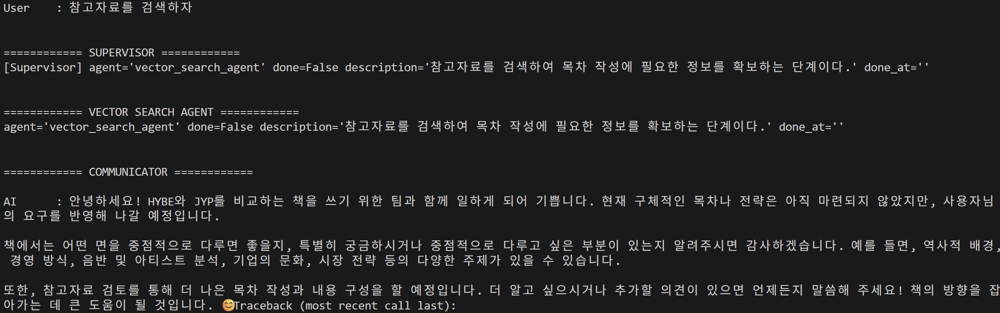 User    : 참고자료를 검색하자
============ SUPERVISOR ============
[Supervisor] agent='vector_search_agent' done=False description='참고자료를 검색하여 목차 작성에 필요한 정보를 확보하는 단계이다.' done_at=''
============ VECTOR SEARCH AGENT ============
agent='vector_search_agent' done=False description='참고자료를 검색하여 목차 작성에 필요한 정보를 확보하는 단계이다.' done_at=''
============ COMMUNICATOR ============
AI      : 안녕하세요! HYBE와 JYP를 비교하는 책을 쓰기 위한 팀과 함께 일하게 되어 기쁩니다. 현재 구체적인 목차나 전략은 아직 마련되지 않았지만, 사용자님
의 요구를 반영해 나갈 예정입니다.
책에서는 어떤 면을 중점적으로 다루면 좋을지, 특별히 궁금하시거나 중점적으로 다루고 싶은 부분이 있는지 알려주시면 감사하겠습니다. 예를 들면, 역사적 배경,
경영 방식, 음반 및 아티스트 분석, 기업의 문화, 시장 전략 등의 다양한 주제가 있을 수 있습니다.
또한, 참고자료 검토를 통해 더 나은 목차 작성과 내용 구성을 할 예정입니다. 더 알고 싶으시거나 추가할 의견이 있으면 언제든지 말씀해 주세요! 책의 방향을 잡
아가는 데 큰 도움이 될 것입니다. 😊Traceback (most recent call last):